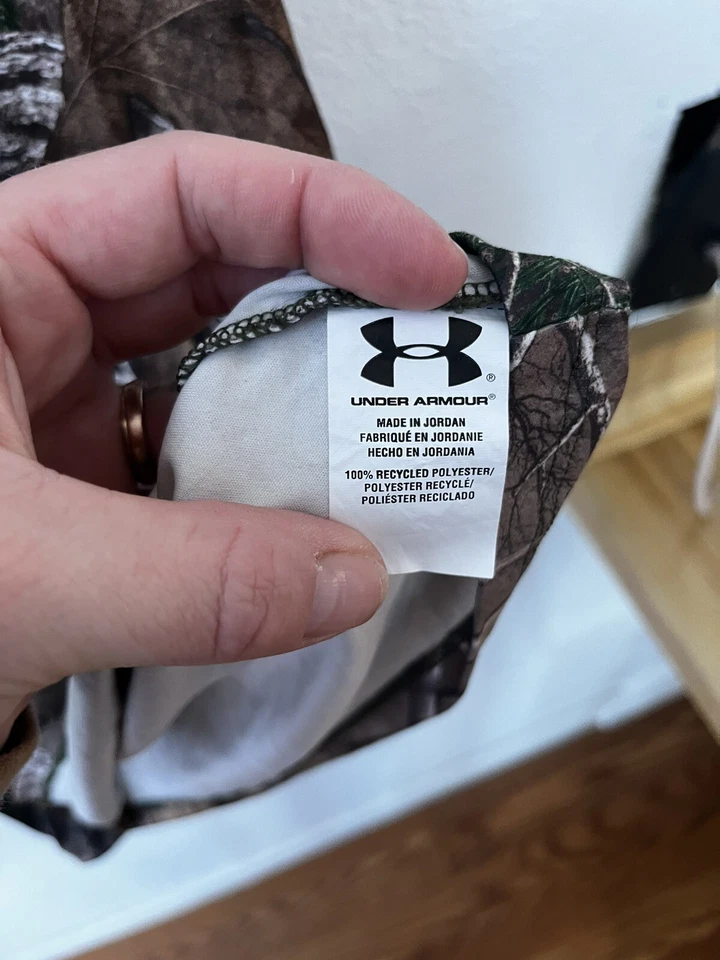 ®
UNDER ARMOUR®
MADE IN JORDAN
FABRIQUÉ EN JORDANIE
HECHO EN JORDANIA
100% RECYCLED POLYESTER/
POLYESTER RECYCLÉ/
POLIÉSTER RECICLADO